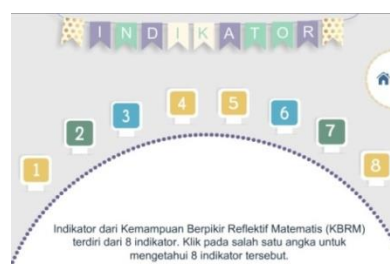 INDIKATOR
1 2 3 4 5 6 7 8
Indikator dari Kemampuan Berpikir Reflektif Matematis (KBRM)
terdiri dari 8 indikator. Klik pada salah satu angka untuk
mengetahui 8 indikator tersebut.